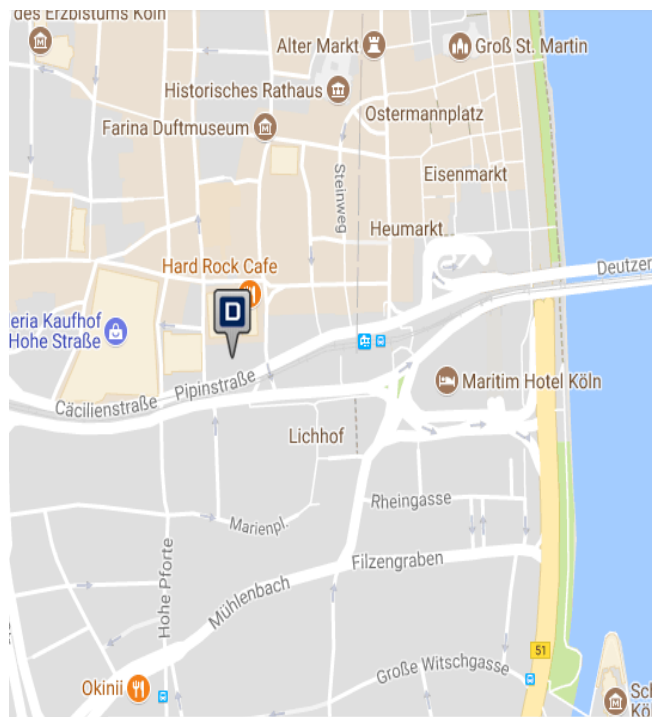 des Erzbistums Köln
Alter Markt
Groß St. Martin
Historisches Rathaus
Ostermannplatz
Farina Duftmuseum
Steinweg
Eisenmarkt
Heumarkt
Hard Rock Cafe
Deutzer
D
eria Kaufhof
Hohe Straße
Maritim Hotel Köln
Pipinstraße
Cäcilienstraße
Lichhof
Rheingasse
Marienpl.
Hohe Pforte
Filzengraben
Mühlenbach
51
Große Witschgasse
Okinii
Sc
Köl